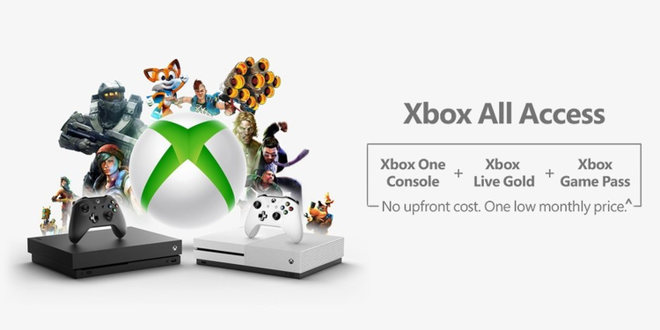 Xbox All Access
Xbox One
Console
+
Xbox
Live Gold
+
Xbox
Game Pass
No upfront cost. One low monthly price.^